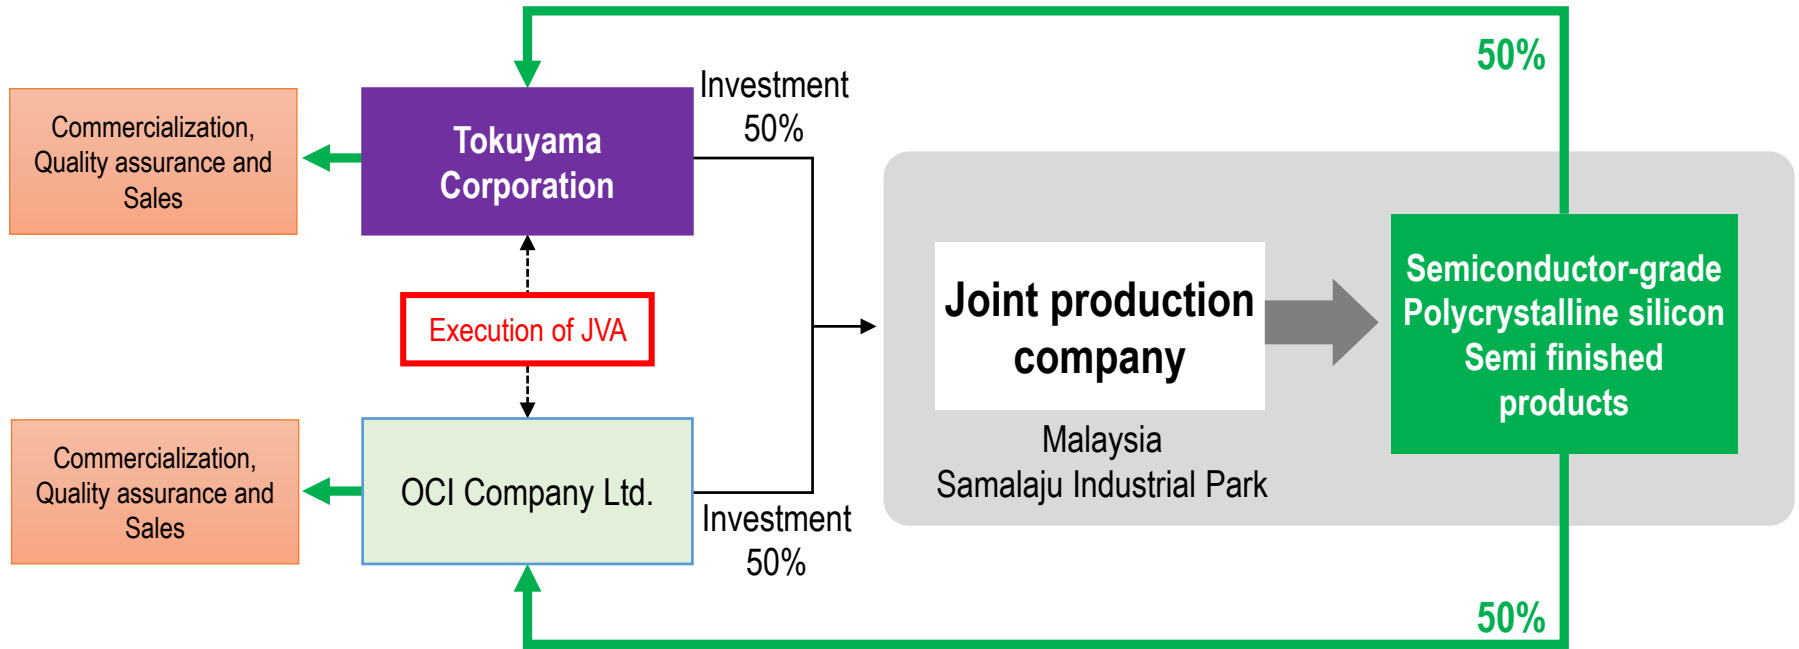 50%
Investment
50%
Commercialization,
Quality assurance and
Sales
Tokuyama
Corporation
Execution of JVA
Joint production
company
Malaysia
Samalaju Industrial Park
Semiconductor-grade
Polycrystalline silicon
Semi finished
products
Commercialization,
Quality assurance and
Sales
OCI Company Ltd.
Investment
50%
50%